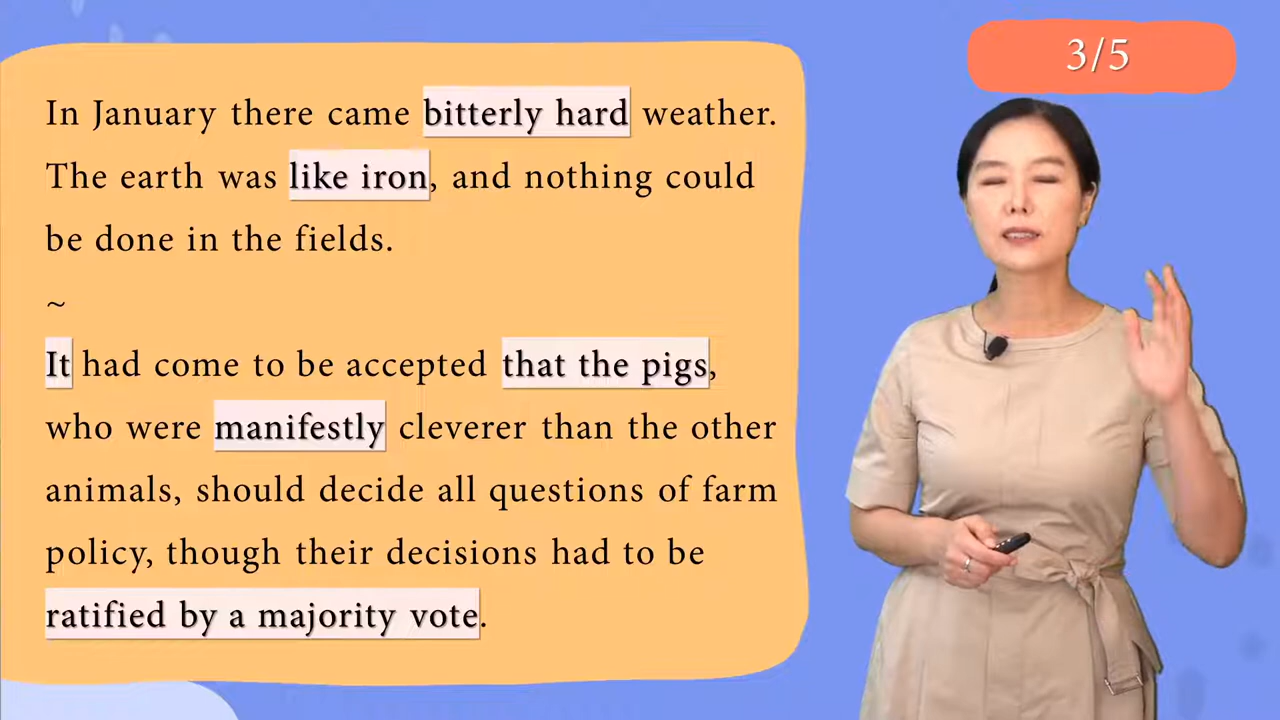 3/5
In January there came bitterly hard weather.
The earth was like iron, and nothing could
be done in the fields.
~
It had come to be accepted that the pigs,
who were manifestly cleverer than the other
animals, should decide all questions of farm
policy, though their decisions had to be
ratified by a majority vote.